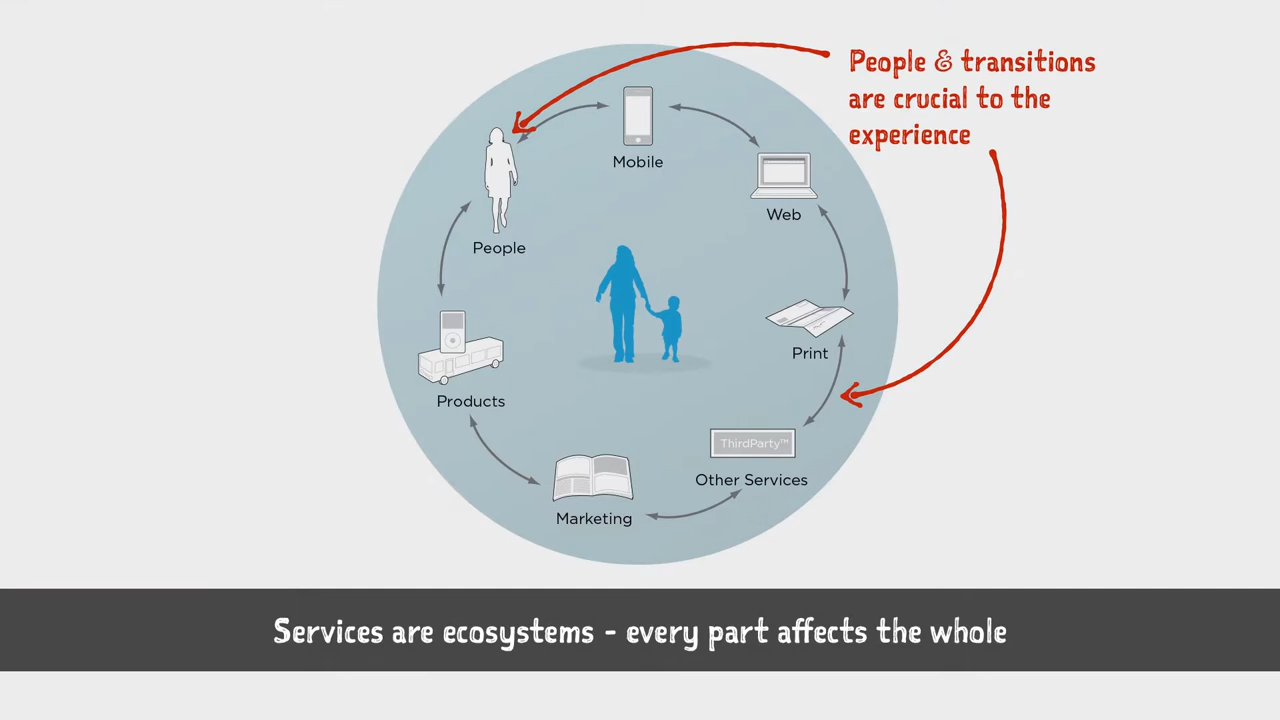 People & transitions
are crucial to the
experience
Mobile
Web
People
Print
Products
ThirdParty™
Other Services
Marketing
Services are ecosystems - every part affects the whole